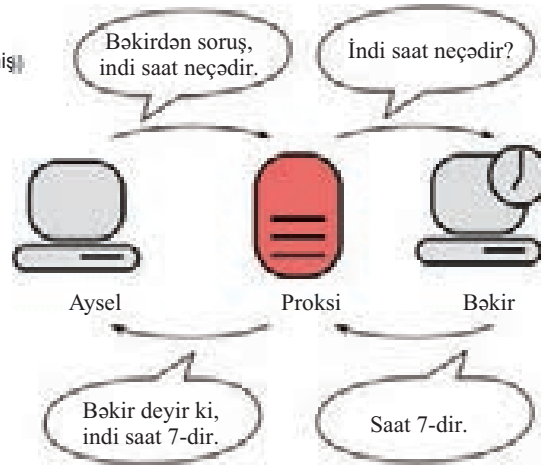 Bəkirdən soruş,
indi saat neçədir.
İndi saat neçədir?
Aysel
Proksi
Bəkir
Bəkir deyir ki,
indi saat 7-dir.
Saat 7-dir.